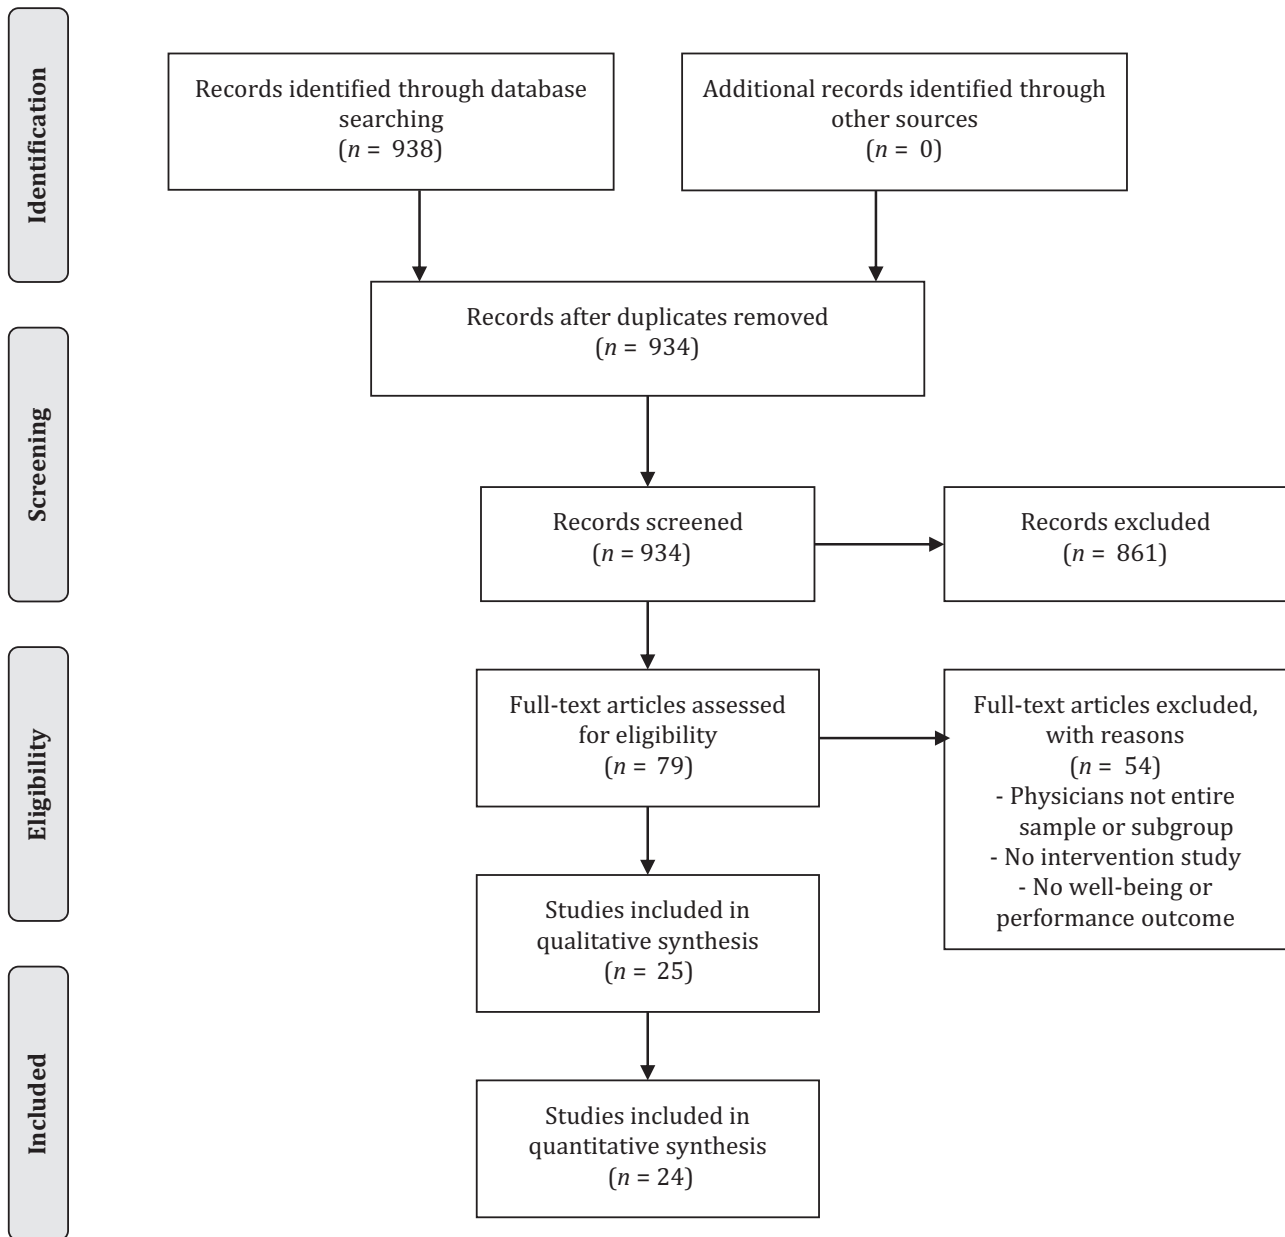 Identification
Records identified through database
searching
(n = 938)
Additional records identified through
other sources
(n = 0)
Records after duplicates removed
(n = 934)
Screening
Records screened
(n = 934)
Records excluded
(n = 861)
Eligibility
Full-text articles assessed
for eligibility
(n = 79)
Full-text articles excluded,
with reasons
(n = 54)
- Physicians not entire
sample or subgroup
- No intervention study
- No well-being or
performance outcome
Studies included in
qualitative synthesis
(n = 25)
Included
Studies included in
quantitative synthesis
(n = 24)